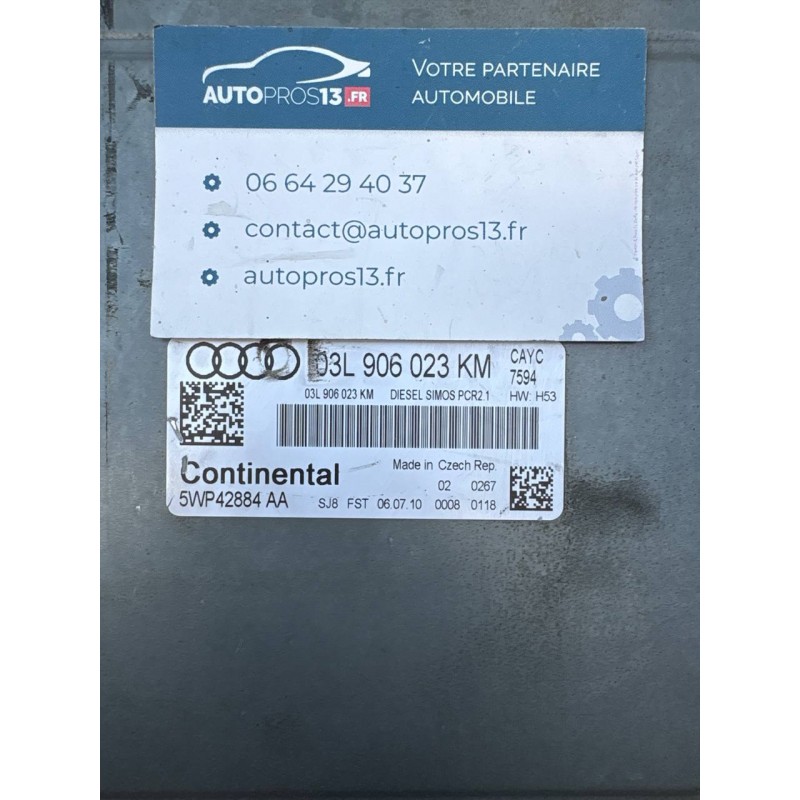 AUTOPROS13.FR
VOTRE PARTENAIRE
AUTOMOBILE
06 64 29 40 37
contact@autopros13.fr
autopros13.fr
03L 906 023 KM
CAYC
7594
03L 906 023 KM DIESEL SIMOS PCR2.1 HW: H53
Continental
Made in Czech Rep.
02 0267
5WP42884 AA
SJ8 FST 06.07.10 0008 0118